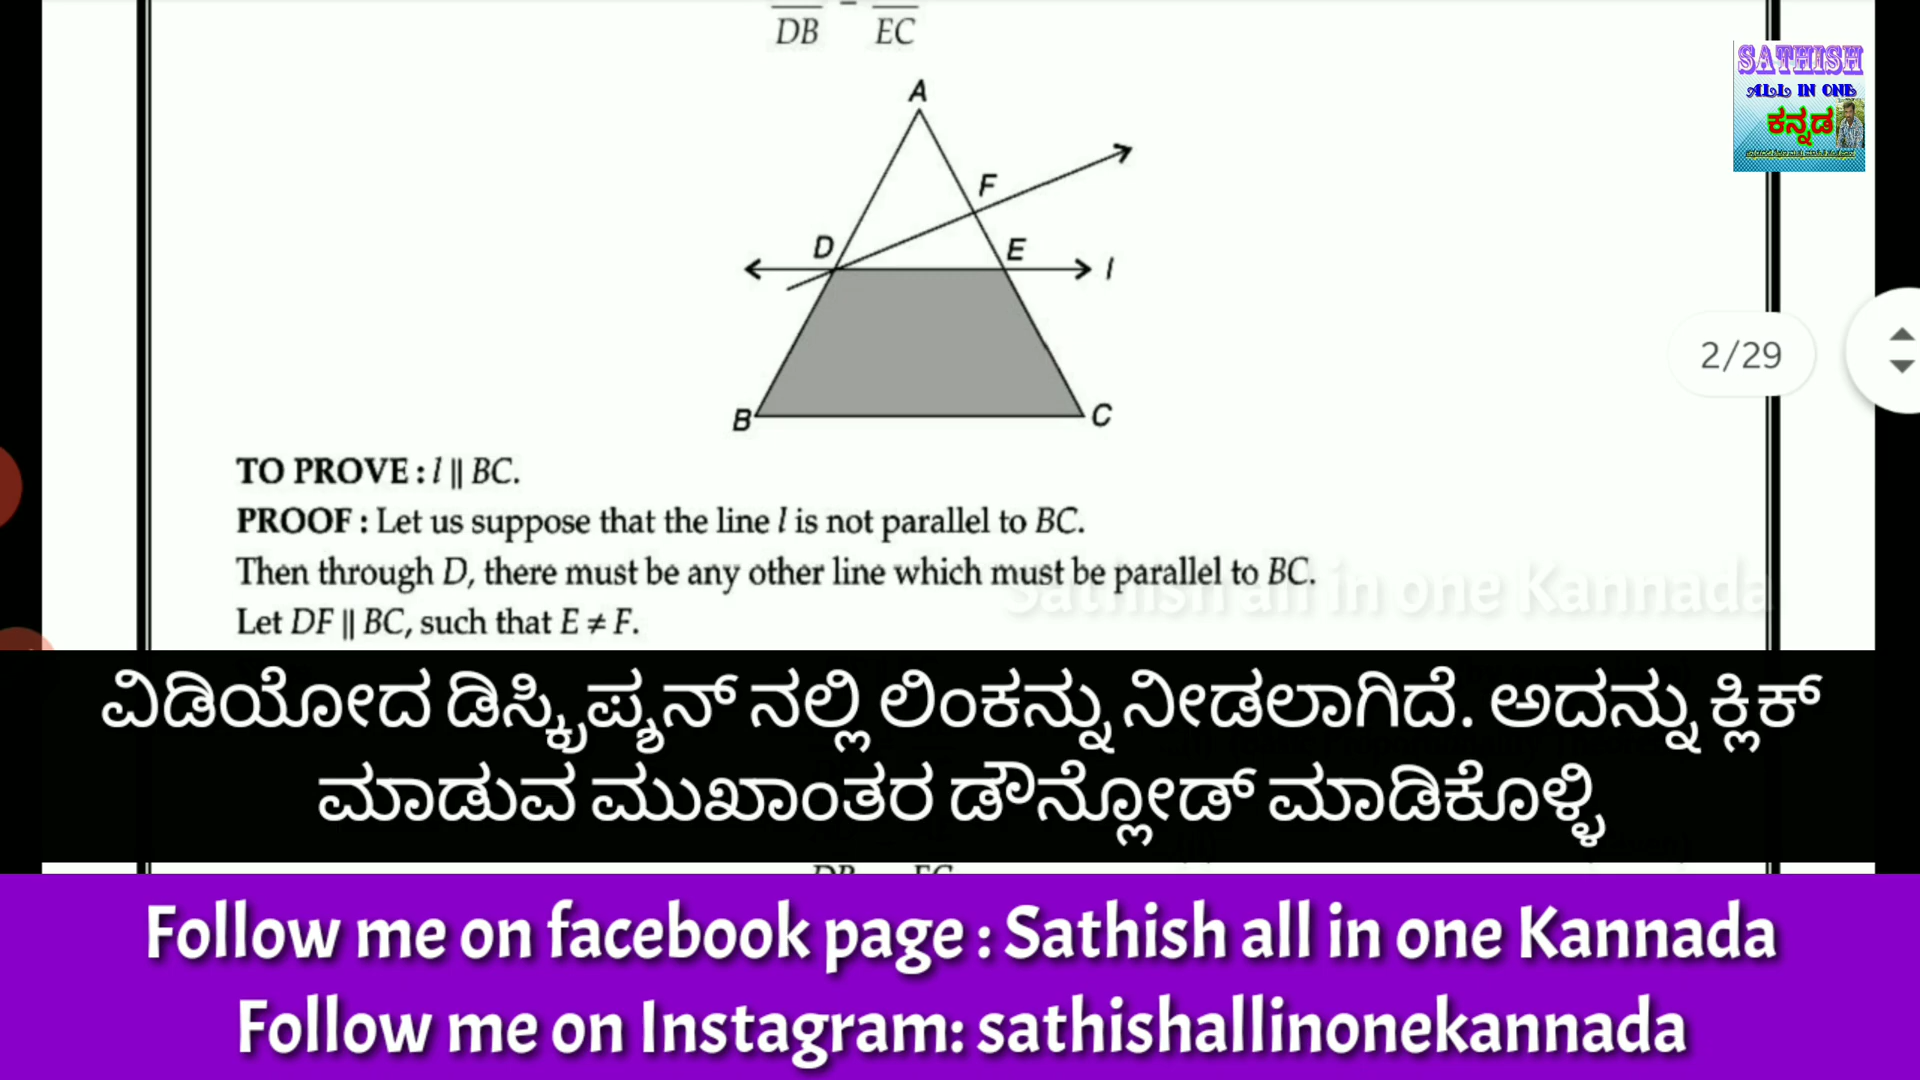 DB = EC
A
F
D
E
l
B
C
SATHISH
ALL IN ONE
ಕನ್ನಡ
2/29
TO PROVE : l || BC.
PROOF : Let us suppose that the line l is not parallel to BC.
Then through D, there must be any other line which must be parallel to BC.
Sathish all in one Kannada
Let DF || BC, such that E ≠ F.
ವಿಡಿಯೋದ ಡಿಸ್ಕ್ರಿಪ್ಶನ್ ನಲ್ಲಿ ಲಿಂಕನ್ನು ನೀಡಲಾಗಿದೆ. ಅದನ್ನು ಕ್ಲಿಕ್
ಮಾಡುವ ಮುಖಾಂತರ ಡೌನ್ಲೋಡ್ ಮಾಡಿಕೊಳ್ಳಿ
DB EC
Follow me on facebook page : Sathish all in one Kannada
Follow me on Instagram: sathishallinonekannada